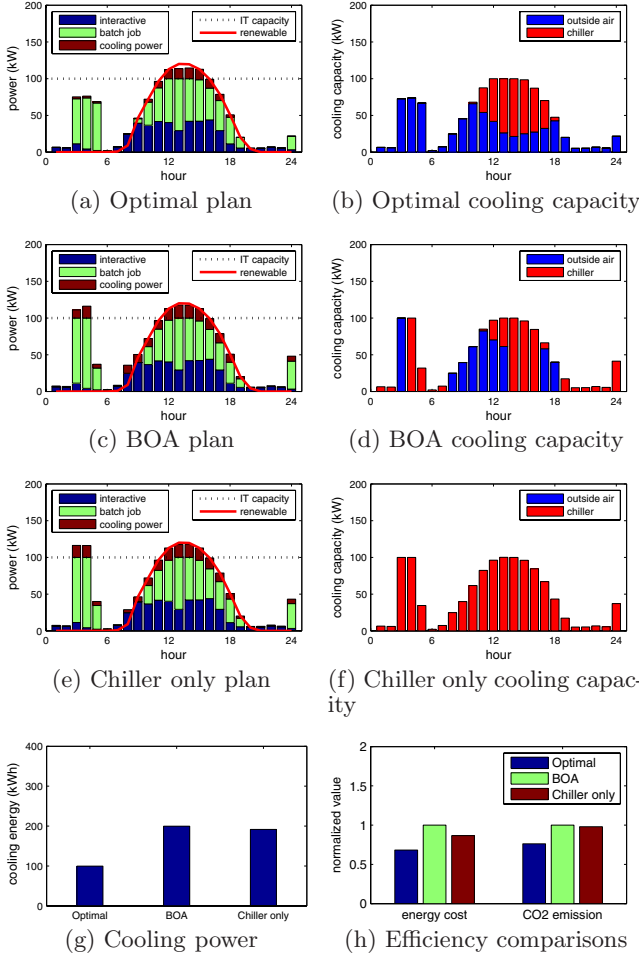 200
150
100
50
0
power (kW)
interactive
batch job
cooling power
IT capacity
renewable
6 12 18 24
hour
(a) Optimal plan
200
150
100
50
0
cooling capacity (kW)
outside air
chiller
0 6 12 18 24
hour
(b) Optimal cooling capacity
200
150
100
50
0
power (kW)
interactive
batch job
cooling power
IT capacity
renewable
6 12 18 24
hour
(c) BOA plan
200
150
100
50
0
cooling capacity (kW)
outside air
chiller
0 6 12 18 24
hour
(d) BOA cooling capacity
200
150
100
50
0
power (kW)
interactive
batch job
cooling power
IT capacity
renewable
6 12 18 24
hour
(e) Chiller only plan
200
150
100
50
0
cooling capacity (kW)
outside air
chiller
0 6 12 18 24
hour
(f) Chiller only cooling capac-
ity
400
300
200
100
0
cooling energy (kWh)
Optimal BOA Chiller only
(g) Cooling power
2
1.5
1
0.5
0
normalized value
Optimal
BOA
Chiller only
energy cost CO2 emission
(h) Efficiency comparisons